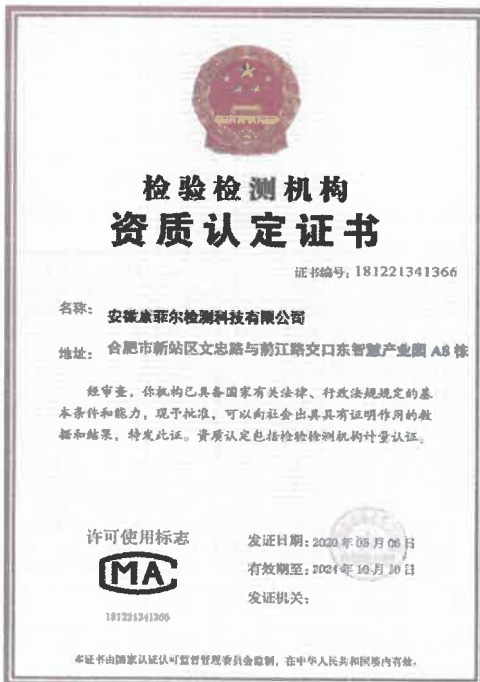 检验检测机构
资质认定证书
证书编号:181221341366
名称: 安徽康菲尔检测科技有限公司
地址: 合肥市新站区文忠路与前江路交口东智慧产业园 A8 栋
经审查,你机构已具备国家有关法律、行政法规规定的基
本条件和能力,现予批准,可以向社会出具具有证明作用的数
据和结果,特发此证。资质认定包括检验检测机构计量认证。
许可使用标志
MA
181221341366
发证日期:2020年05月06日
有效期至:2024年10月10日
发证机关:
本证书由国家认证认可监督管理委员会监制,在中华人民共和国境内有效。